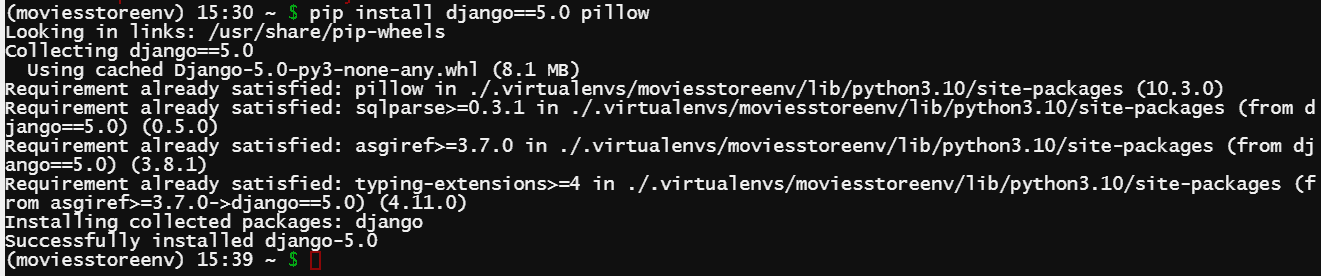 (moviesstoreenv) 15:30 ~ $ pip install django==5.0 pillow
Looking in links: /usr/share/pip-wheels
Collecting django==5.0
  Using cached Django-5.0-py3-none-any.whl (8.1 MB)
Requirement already satisfied: pillow in ./.virtualenvs/moviesstoreenv/lib/python3.10/site-packages (10.3.0)
Requirement already satisfied: sqlparse>=0.3.1 in ./.virtualenvs/moviesstoreenv/lib/python3.10/site-packages (from d
jango==5.0) (0.5.0)
Requirement already satisfied: asgiref>=3.7.0 in ./.virtualenvs/moviesstoreenv/lib/python3.10/site-packages (from dj
ango==5.0) (3.8.1)
Requirement already satisfied: typing-extensions>=4 in ./.virtualenvs/moviesstoreenv/lib/python3.10/site-packages (f
rom asgiref>=3.7.0->django==5.0) (4.11.0)
Installing collected packages: django
Successfully installed django-5.0
(moviesstoreenv) 15:39 ~ $